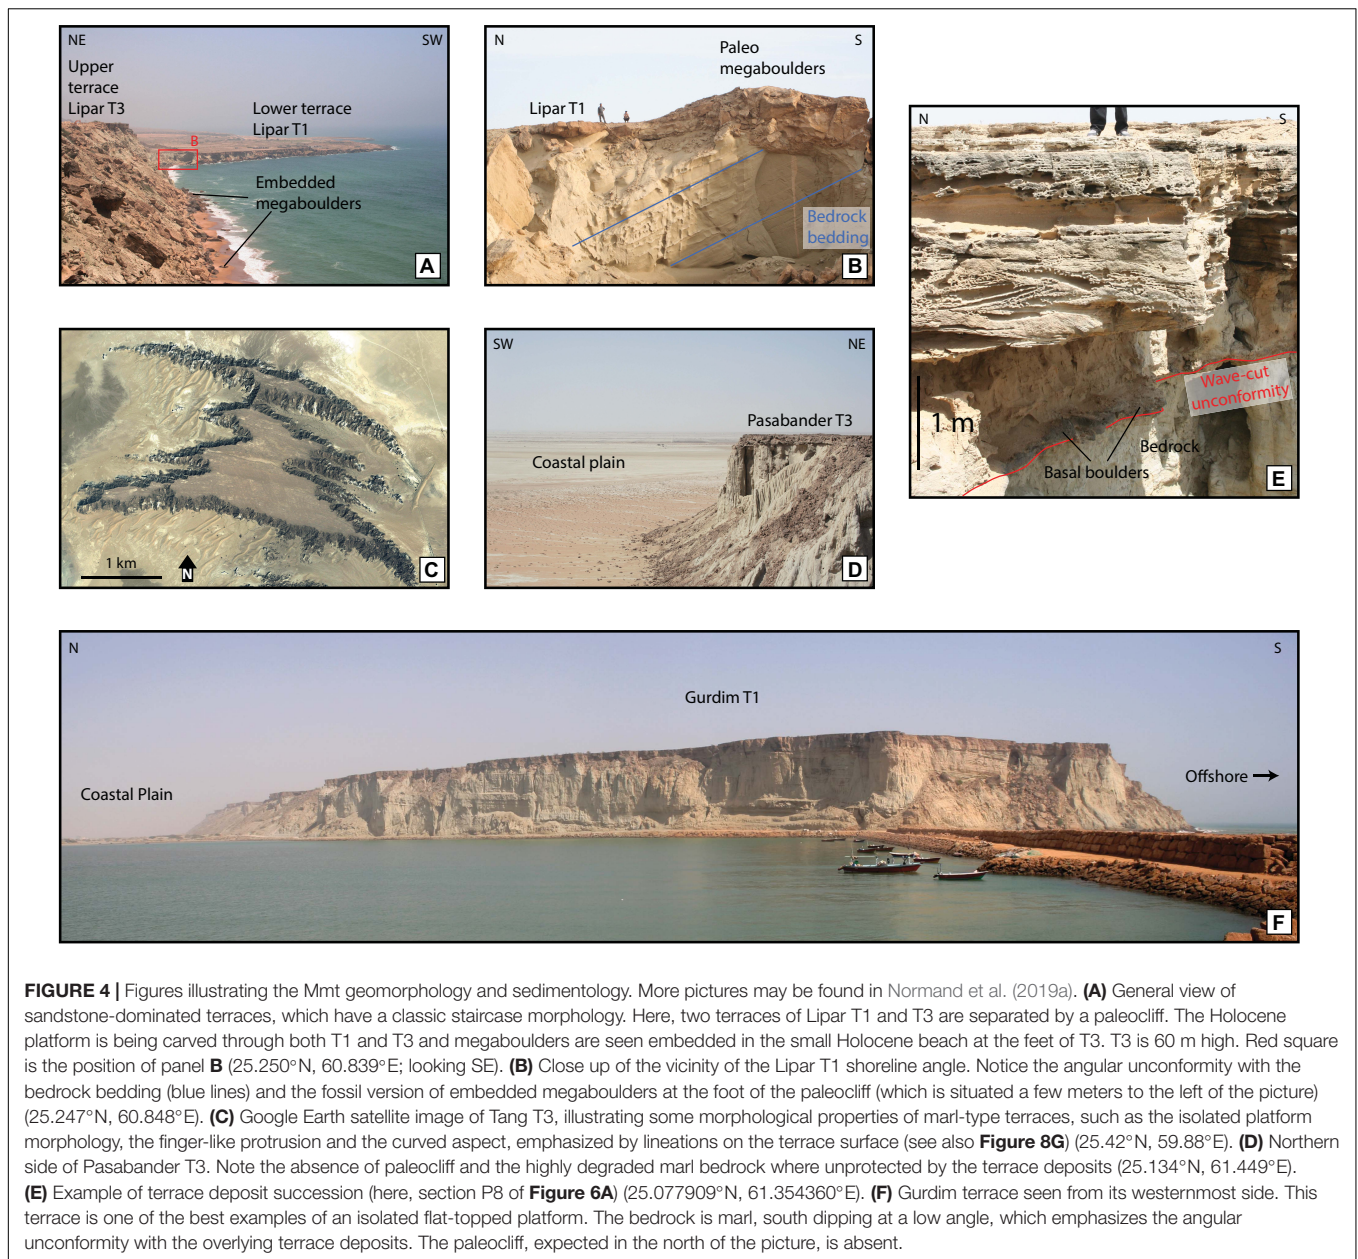 NE
SW
Upper
terrace
Lipar T3
Lower terrace
Lipar T1
B
Embedded
megaboulders
A
N
S
Paleo
megaboulders
Lipar T1
Bedrock
bedding
B
1 km
N
C
SW
NE
Pasabander T3
Coastal plain
D
N
S
Wave-cut
unconformity
1 m
Bedrock
Basal boulders
E
N
S
Gurdim T1
Coastal Plain
Offshore
F
FIGURE 4 | Figures illustrating the Mmt geomorphology and sedimentology. More pictures may be found in Normand et al. (2019a). (A) General view of
sandstone-dominated terraces, which have a classic staircase morphology. Here, two terraces of Lipar T1 and T3 are separated by a paleocliff. The Holocene
platform is being carved through both T1 and T3 and megaboulders are seen embedded in the small Holocene beach at the feet of T3. T3 is 60 m high. Red square
is the position of panel B (25.250°N, 60.839°E; looking SE). (B) Close up of the vicinity of the Lipar T1 shoreline angle. Notice the angular unconformity with the
bedrock bedding (blue lines) and the fossil version of embedded megaboulders at the foot of the paleocliff (which is situated a few meters to the left of the picture)
(25.247°N, 60.848°E). (C) Google Earth satellite image of Tang T3, illustrating some morphological properties of marl-type terraces, such as the isolated platform
morphology, the finger-like protrusion and the curved aspect, emphasized by lineations on the terrace surface (see also Figure 8G) (25.42°N, 59.88°E). (D) Northern
side of Pasabander T3. Note the absence of paleocliff and the highly degraded marl bedrock where unprotected by the terrace deposits (25.134°N, 61.449°E).
(E) Example of terrace deposit succession (here, section P8 of Figure 6A) (25.077909°N, 61.354360°E). (F) Gurdim terrace seen from its westernmost side. This
terrace is one of the best examples of an isolated flat-topped platform. The bedrock is marl, south dipping at a low angle, which emphasizes the angular
unconformity with the overlying terrace deposits. The paleocliff, expected in the north of the picture, is absent.